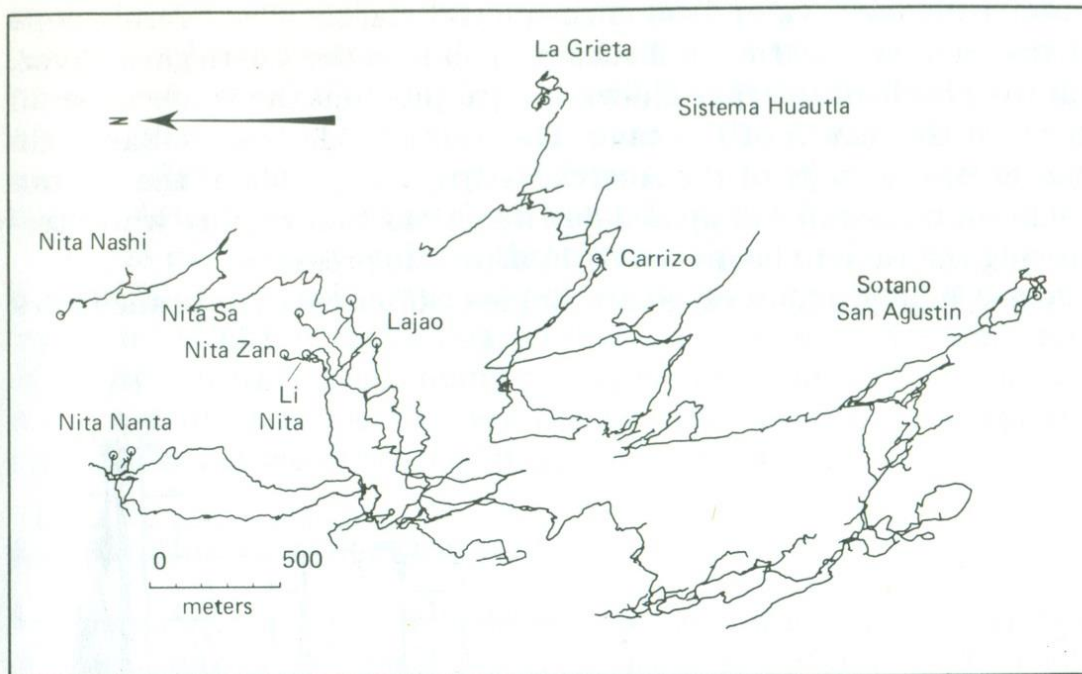 La Grieta
Sistema Huautla
N
Nita Nashi
Carrizo
Nita Sa
Lajao
Sotano
San Agustin
Nita Zan
Li
Nita
Nita Nanta
0 500
meters